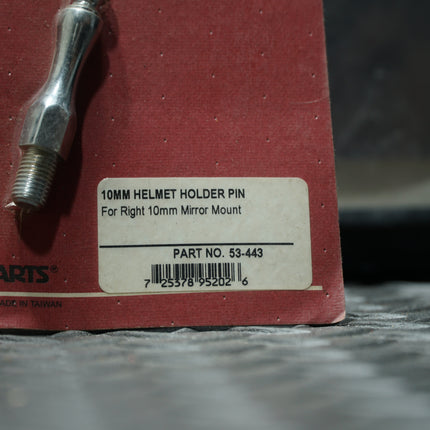 10MM HELMET HOLDER PIN
For Right 10mm Mirror Mount
PART NO. 53-443
7 25378 95202 6
ARTS®
MADE IN TAIWAN